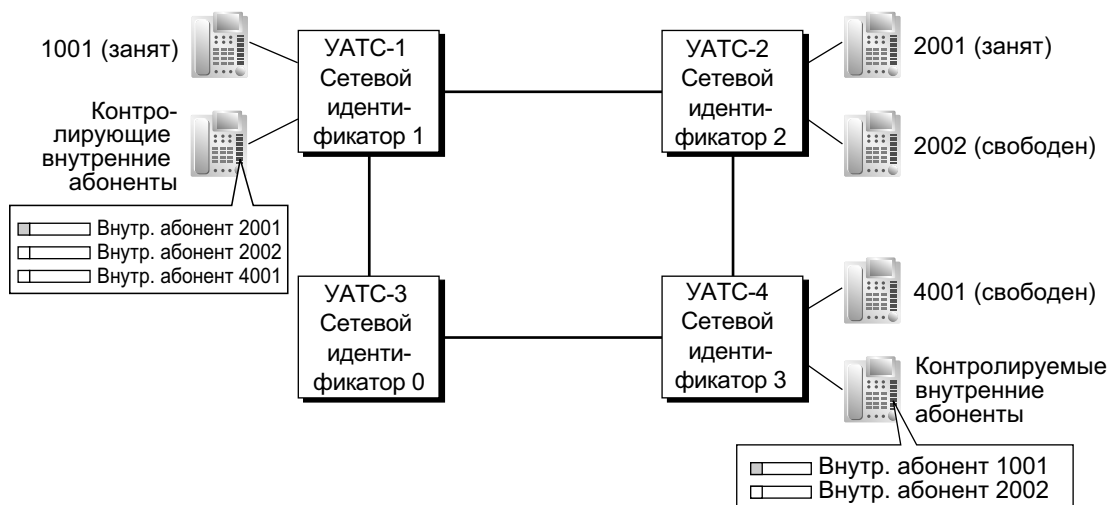 1001 (занят)
Контро-
лирующие
внутренние
абоненты
УАТС-1
Сетевой
иденти-
фикатор 1
УАТС-2
Сетевой
иденти-
фикатор 2
2001 (занят)
2002 (свободен)
Внутр. абонент 2001
Внутр. абонент 2002
Внутр. абонент 4001
УАТС-3
Сетевой
иденти-
фикатор 0
УАТС-4
Сетевой
иденти-
фикатор 3
4001 (свободен)
Контролируемые
внутренние
абоненты
Внутр. абонент 1001
Внутр. абонент 2002